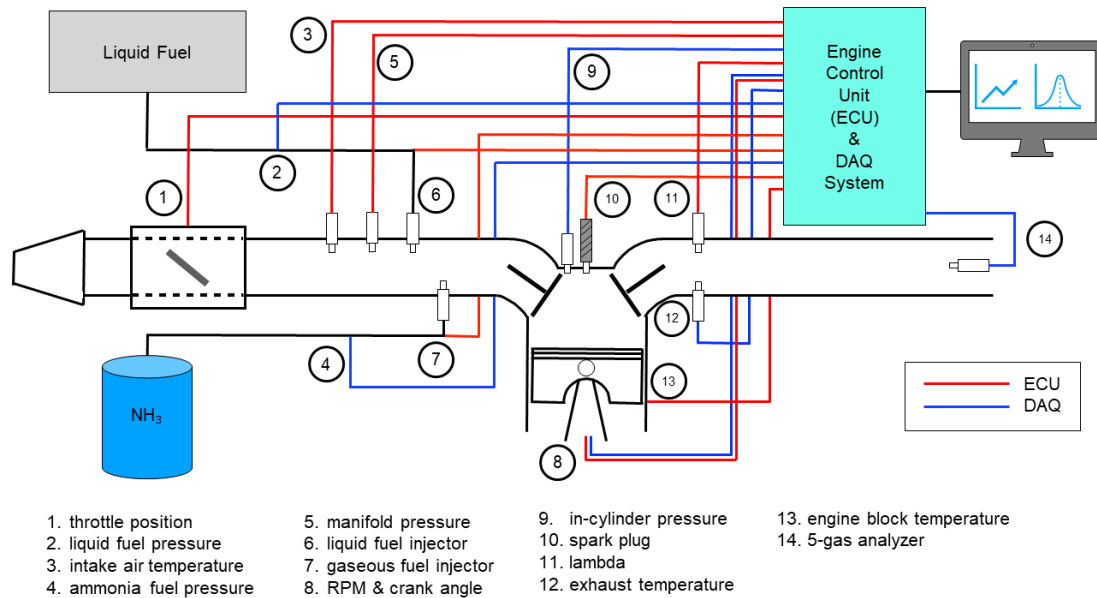 Liquid Fuel
3
5
9
Engine
Control
Unit
(ECU)
&
DAQ
System
1
2
6
10
11
14
NH₃
4
7
12
13
8
ECU
DAQ
1. throttle position
2. liquid fuel pressure
3. intake air temperature
4. ammonia fuel pressure
5. manifold pressure
6. liquid fuel injector
7. gaseous fuel injector
8. RPM & crank angle
9. in-cylinder pressure
10. spark plug
11. lambda
12. exhaust temperature
13. engine block temperature
14. 5-gas analyzer